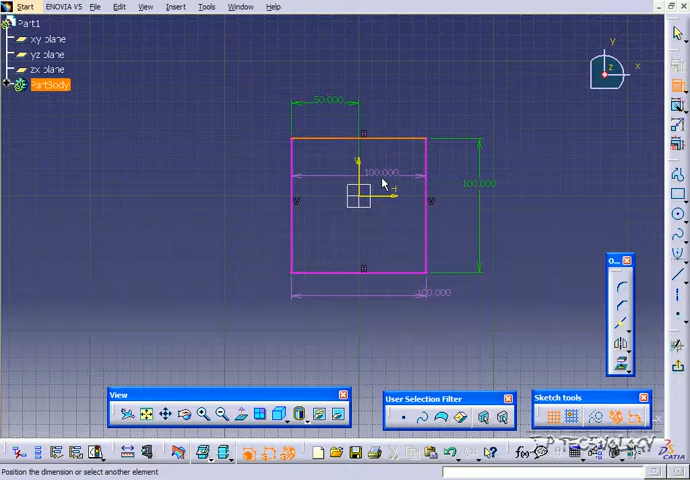 Start ENOVIA V5 File Edit View Insert Tools Window Help
Part1
xy plane
yz plane
zx plane
PartBody
y
z x
50.000
H
V
100.000
H
100.000
V V
H
100.000
O...
View
User Selection Filter
Sketch tools
TECHNOLOGY
CATIA
f(x)
Position the dimension or select another element